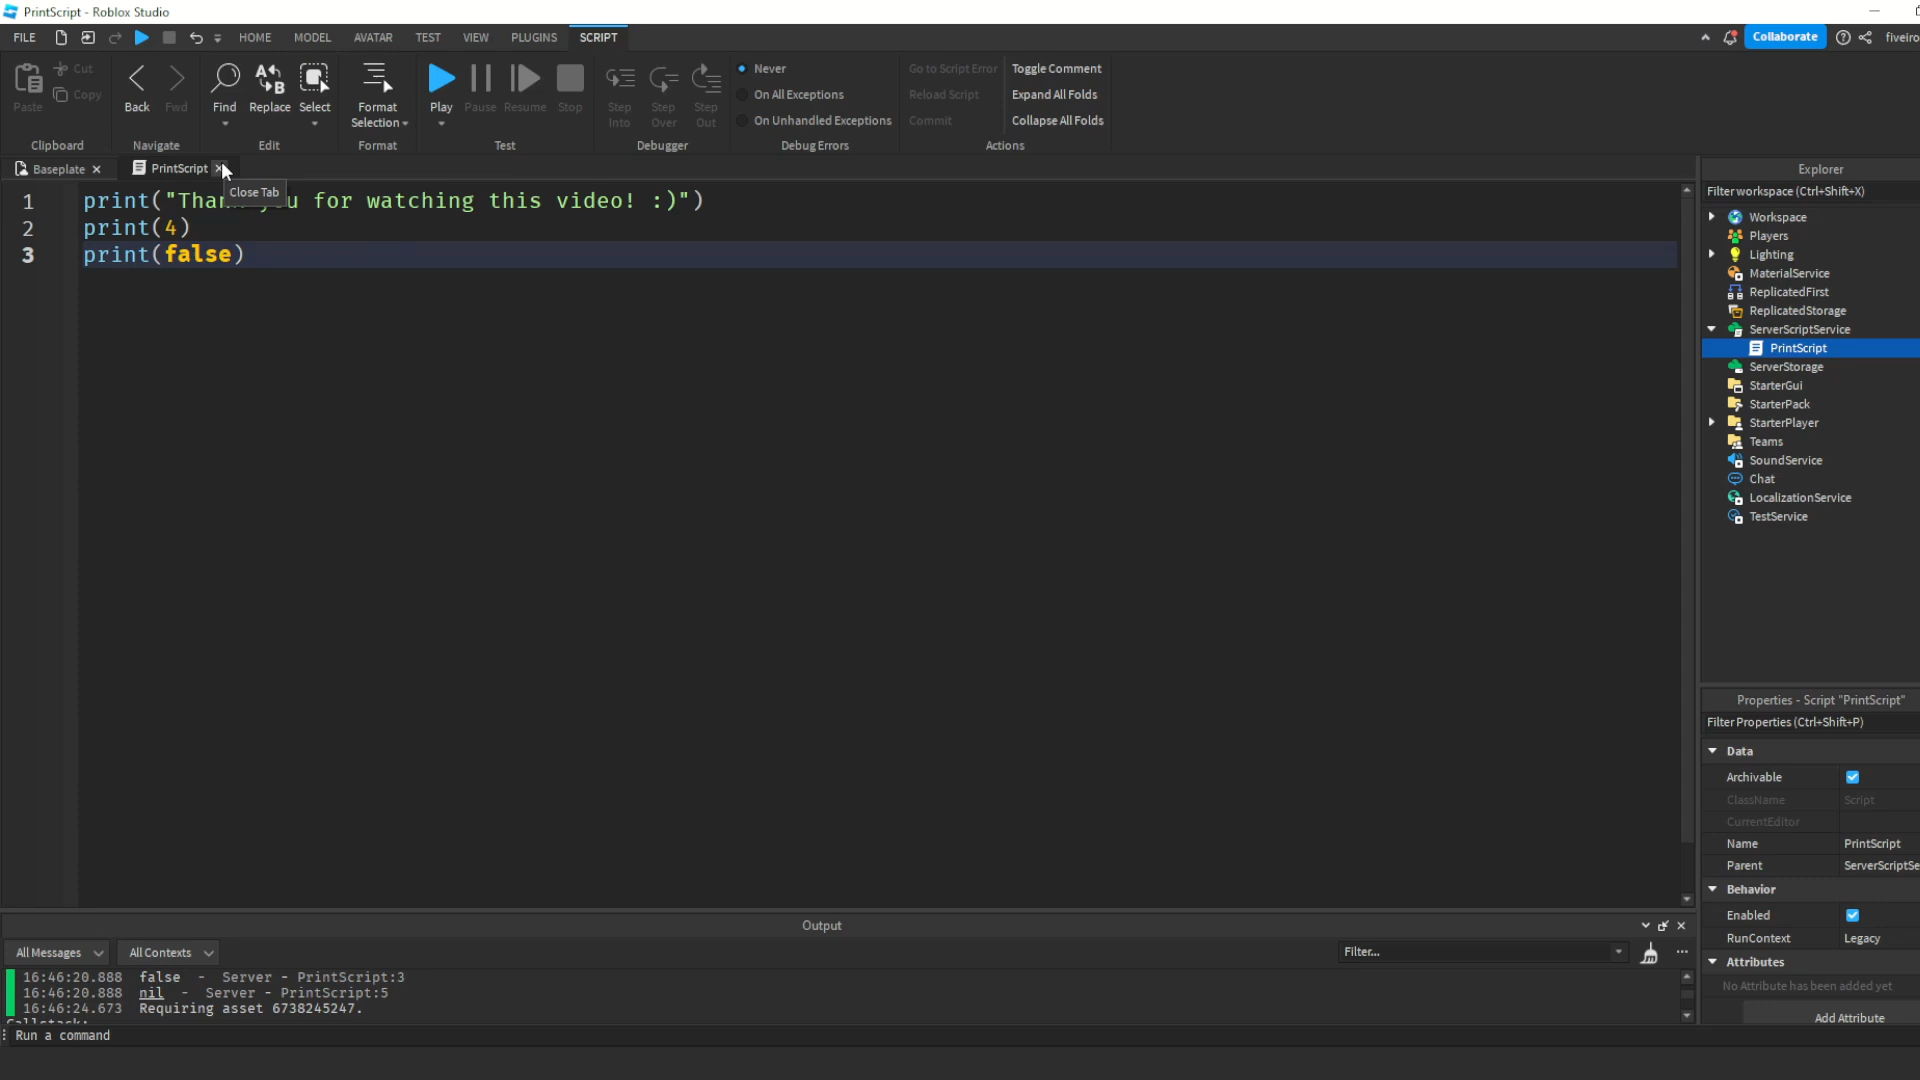 PrintScript - Roblox Studio
FILE HOME MODEL AVATAR TEST VIEW PLUGINS SCRIPT Collaborate fiveiro
Paste Cut Copy Back Fwd Find Replace Select Format Selection Play Pause Resume Stop Step Into Step Over Step Out
Never
On All Exceptions
On Unhandled Exceptions
Go to Script Error
Reload Script
Commit
Toggle Comment
Expand All Folds
Collapse All Folds
Clipboard Navigate Edit Format Test Debugger Debug Errors Actions
Baseplate PrintScript
Close Tab
1 print("Than u for watching this video! :)")
2 print(4)
3 print(false)
Explorer
Filter workspace (Ctrl+Shift+X)
Workspace
Players
Lighting
MaterialService
ReplicatedFirst
ReplicatedStorage
ServerScriptService
PrintScript
ServerStorage
StarterGui
StarterPack
StarterPlayer
Teams
SoundService
Chat
LocalizationService
TestService
Properties - Script "PrintScript"
Filter Properties (Ctrl+Shift+P)
Data
Archivable
ClassName Script
CurrentEditor
Name PrintScript
Parent ServerScriptSe
Behavior
Enabled
RunContext Legacy
Attributes
No Attribute has been added yet
Add Attribute
Output
All Messages All Contexts Filter...
16:46:20.888 false - Server - PrintScript:3
16:46:20.888 nil - Server - PrintScript:5
16:46:24.673 Requiring asset 6738245247.
Callstack:
Run a command